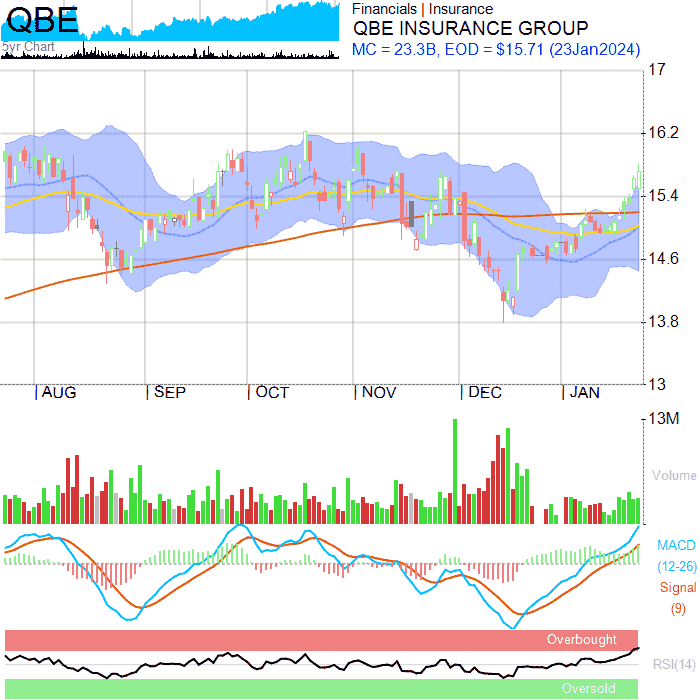 QBE
5yr Chart
Financials | Insurance
QBE INSURANCE GROUP
MC = 23.3B, EOD = $15.71 (23Jan2024)
17
16.2
15.4
14.6
13.8
13
| AUG | SEP | OCT | NOV | DEC | JAN
13M
Volume
MACD
(12-26)
Signal
(9)
Overbought
RSI(14)
Oversold